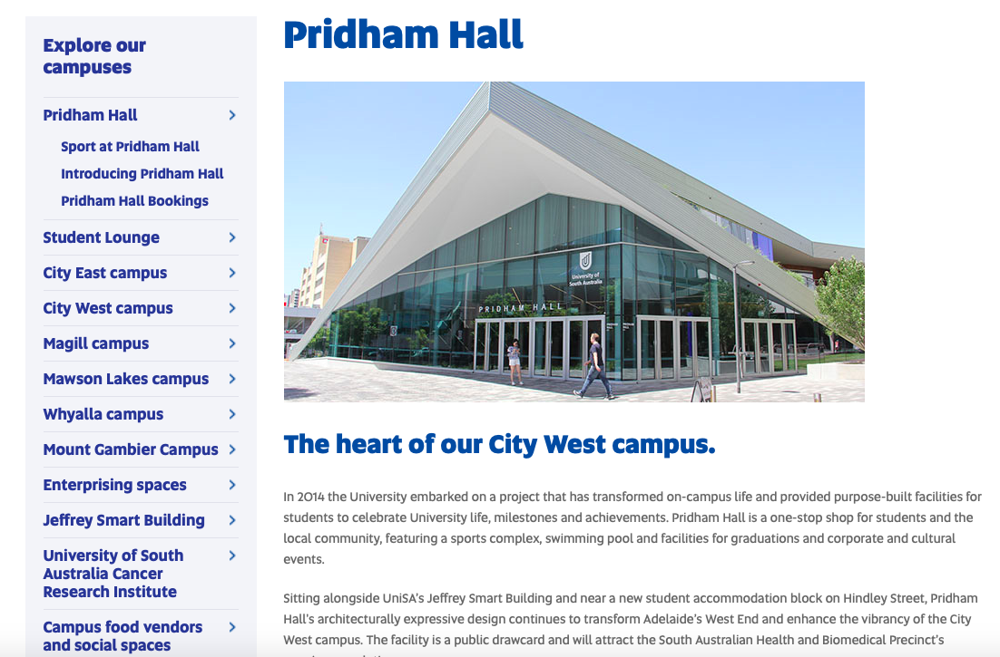 Explore our
campuses
Pridham Hall
Sport at Pridham Hall
Introducing Pridham Hall
Pridham Hall Bookings
Student Lounge
City East campus
City West campus
Magill campus
Mawson Lakes campus
Whyalla campus
Mount Gambier Campus
Enterprising spaces
Jeffrey Smart Building
University of South
Australia Cancer
Research Institute
Campus food vendors
and social spaces
Pridham Hall
University of
South Australia
PRIDHAM HALL
The heart of our City West campus.
In 2014 the University embarked on a project that has transformed on-campus life and provided purpose-built facilities for
students to celebrate University life, milestones and achievements. Pridham Hall is a one-stop shop for students and the
local community, featuring a sports complex, swimming pool and facilities for graduations and corporate and cultural
events.
Sitting alongside UniSA's Jeffrey Smart Building and near a new student accommodation block on Hindley Street, Pridham
Hall's architecturally expressive design continues to transform Adelaide's West End and enhance the vibrancy of the City
West campus. The facility is a public drawcard and will attract the South Australian Health and Biomedical Precinct's